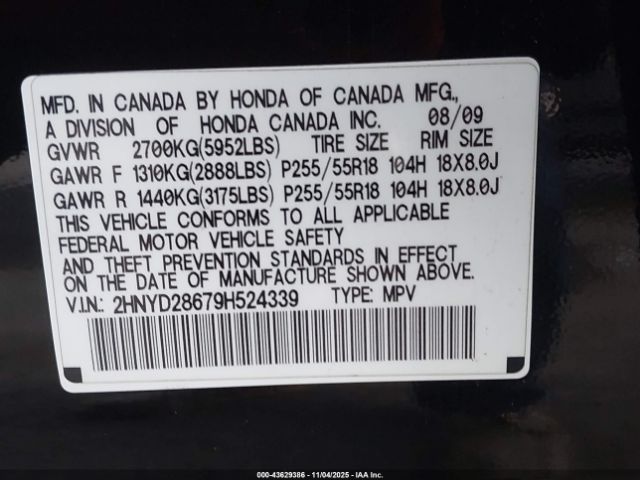 MFD. IN CANADA BY HONDA OF CANADA MFG.,
A DIVISION OF HONDA CANADA INC. 08/09
GVWR 2700KG(5952LBS) TIRE SIZE RIM SIZE
GAWR F 1310KG(2888LBS) P255/55R18 104H 18X8.0J
GAWR R 1440KG(3175LBS) P255/55R18 104H 18X8.0J
THIS VEHICLE CONFORMS TO ALL APPLICABLE
FEDERAL MOTOR VEHICLE SAFETY
AND THEFT PREVENTION STANDARDS IN EFFECT
ON THE DATE OF MANUFACTURE SHOWN ABOVE.
V.I.N.: 2HNYD28679H524339 TYPE: MPV
000-43629386 - 11/04/2025 - IAA Inc.